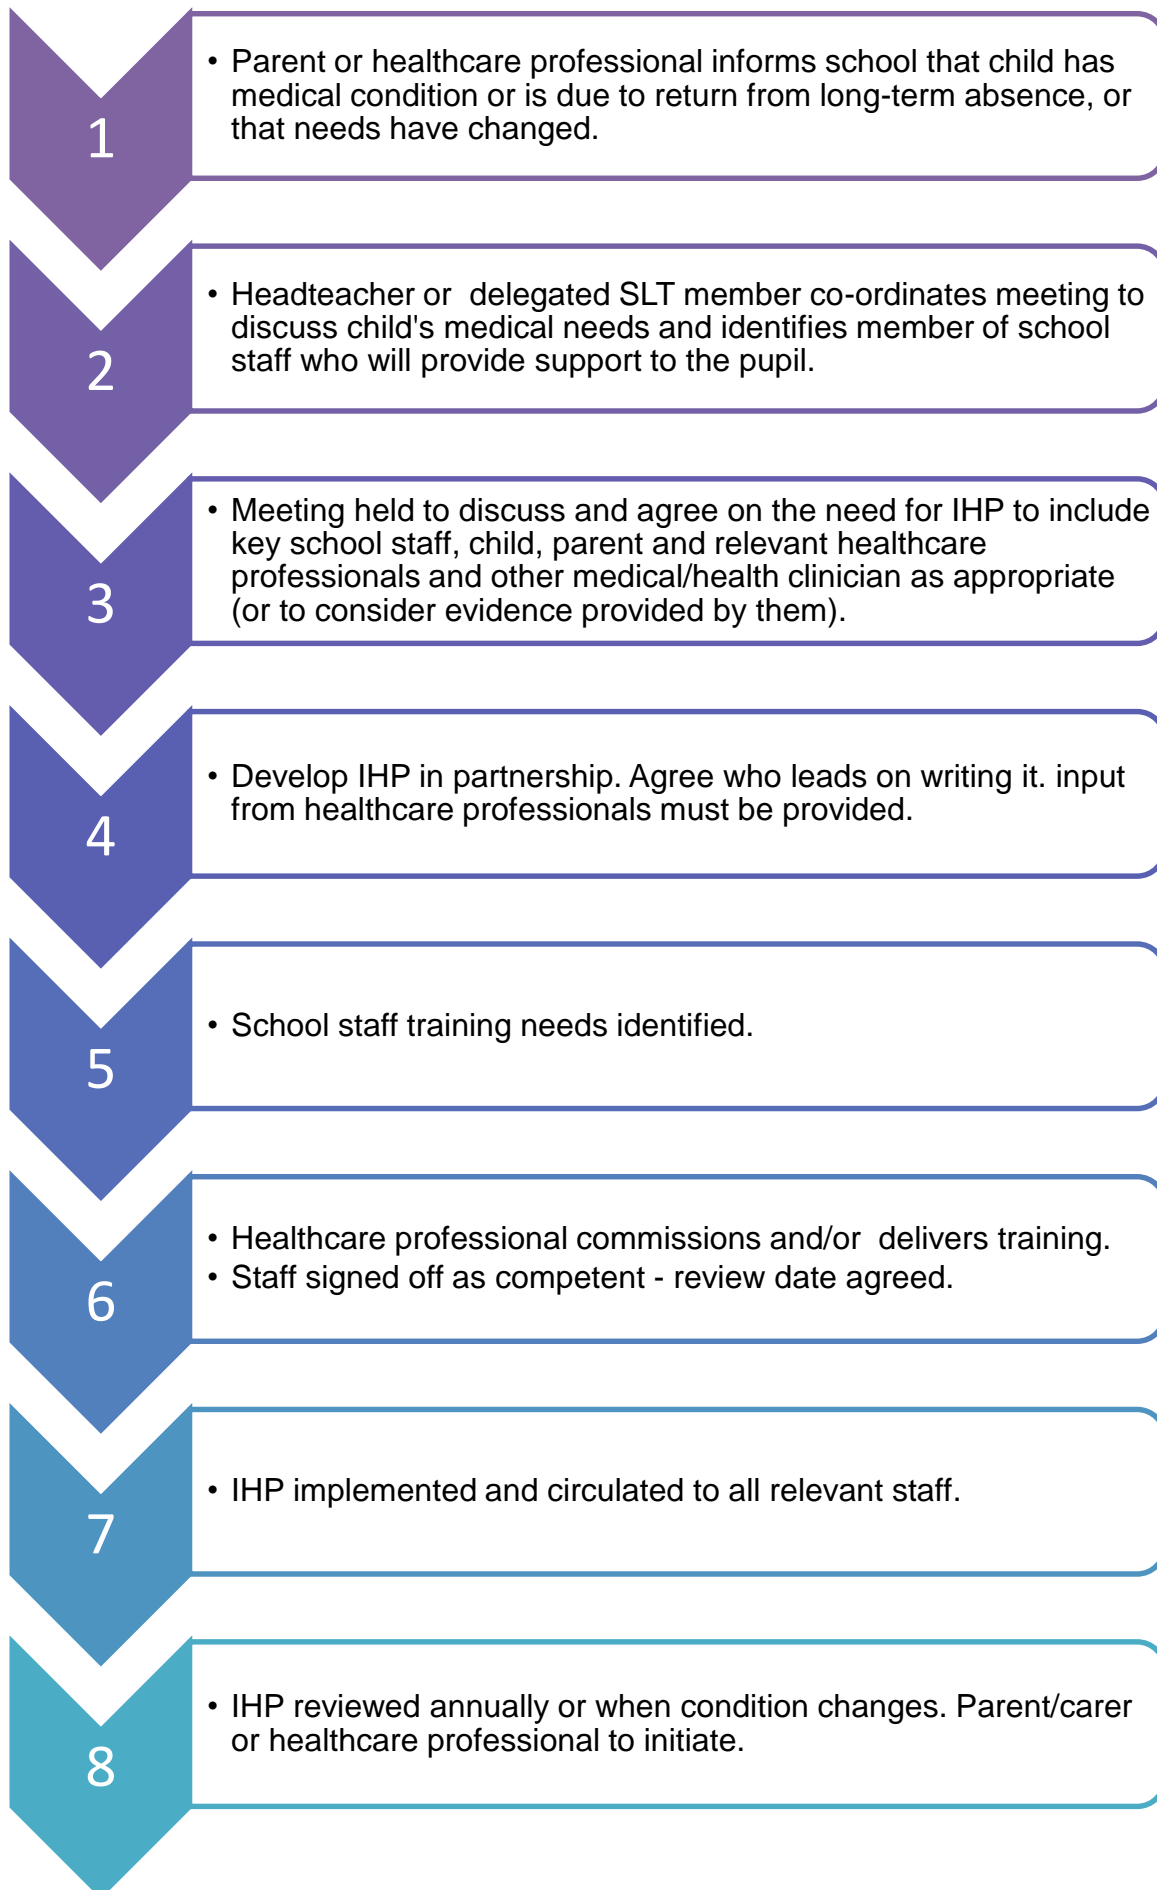 1
• Parent or healthcare professional informs school that child has
medical condition or is due to return from long-term absence, or
that needs have changed.
2
• Headteacher or  delegated SLT member co-ordinates meeting to
discuss child's medical needs and identifies member of school
staff who will provide support to the pupil.
3
• Meeting held to discuss and agree on the need for IHP to include
key school staff, child, parent and relevant healthcare
professionals and other medical/health clinician as appropriate
(or to consider evidence provided by them).
4
• Develop IHP in partnership. Agree who leads on writing it. input
from healthcare professionals must be provided.
5
• School staff training needs identified.
6
• Healthcare professional commissions and/or  delivers training.
• Staff signed off as competent - review date agreed.
7
• IHP implemented and circulated to all relevant staff.
8
• IHP reviewed annually or when condition changes. Parent/carer
or healthcare professional to initiate.